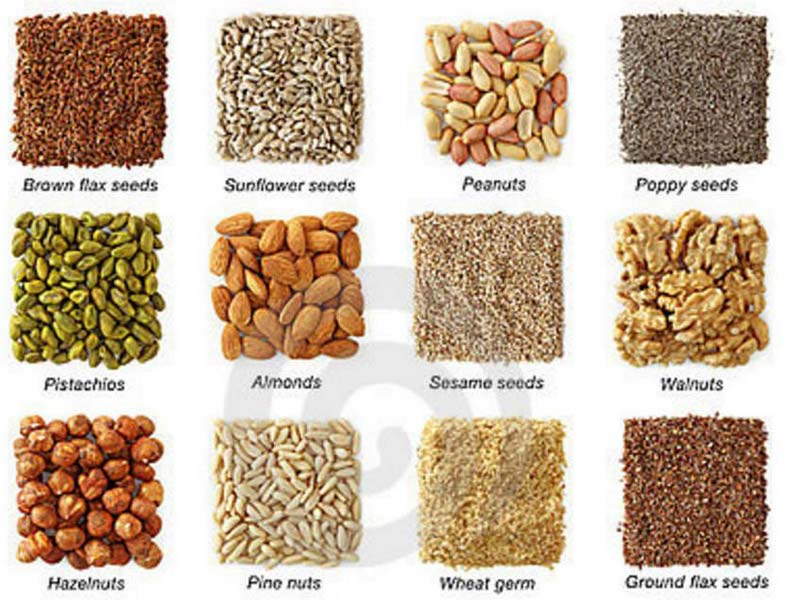 Brown flax seeds
Sunflower seeds
Peanuts
Poppy seeds
Pistachios
Almonds
Sesame seeds
Walnuts
Hazelnuts
Pine nuts
Wheat germ
Ground flax seeds